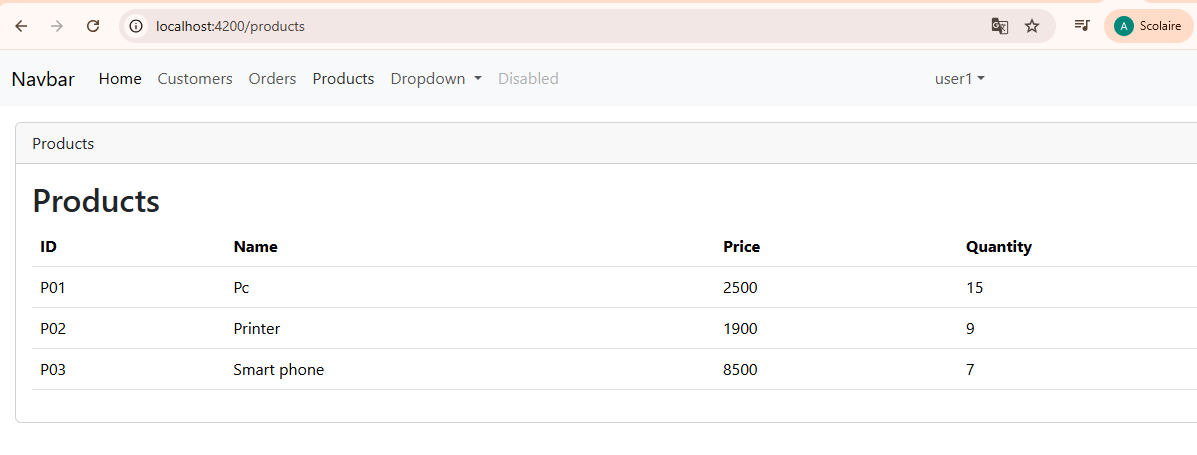 localhost:4200/products
A Scolaire
Navbar Home Customers Orders Products Dropdown Disabled user1
Products
Products
ID Name Price Quantity
P01 Pc 2500 15
P02 Printer 1900 9
P03 Smart phone 8500 7